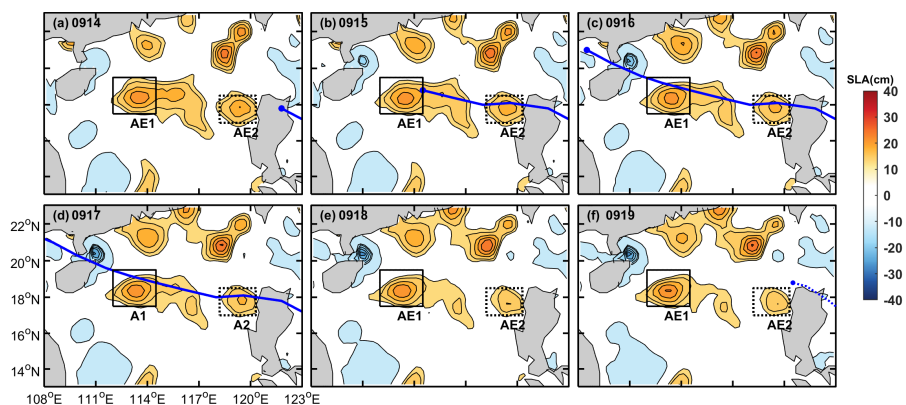 (a) 0914
(b) 0915
(c) 0916
AE1
AE2
AE1
AE2
AE1
AE2
SLA(cm)
40
30
20
10
0
-10
-20
-30
-40
(d) 0917
(e) 0918
(f) 0919
22°N
20°N
18°N
16°N
14°N
A1
A2
AE1
AE2
AE1
AE2
108°E
111°E
114°E
117°E
120°E
123°E